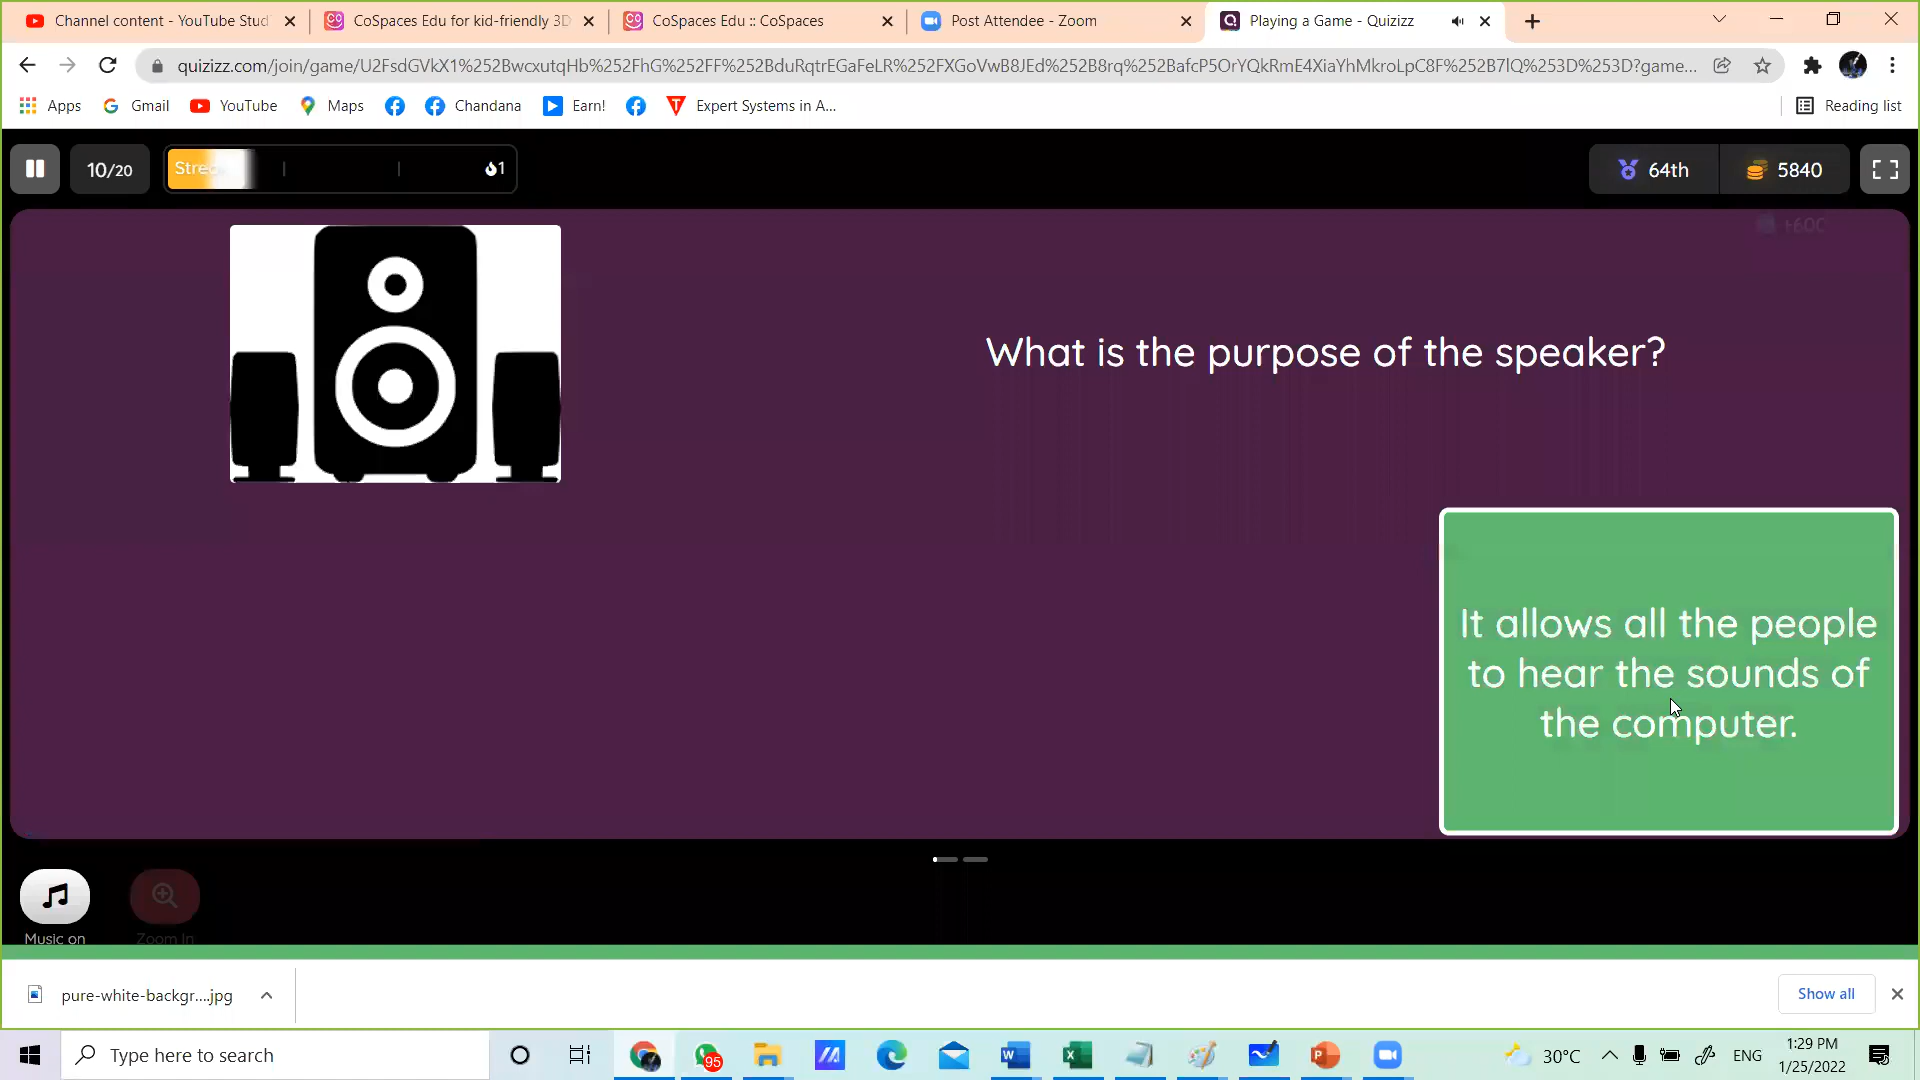 Channel content - YouTube Stud
CoSpaces Edu for kid-friendly 3D
CoSpaces Edu :: CoSpaces
Post Attendee - Zoom
Playing a Game - Quizizz
quizizz.com/join/game/U2FsdGVkX1%252BwcxutqHb%252FhG%252FF%252BduRqtrEGaFeLR%252FXGoVwB8JEd%252B8rq%252BafcP5OrYQkRmE4XiaYhMkroLpC8F%252B7lQ%253D%253D?game...
Apps
Gmail
YouTube
Maps
Chandana
Earn!
Expert Systems in A...
Reading list
10/20
1
64th
5840
+600
What is the purpose of the speaker?
It allows all the people
to hear the sounds of
the computer.
Music on
Zoom In
pure-white-backgr....jpg
Show all
Type here to search
95
30°C
ENG
1:29 PM
1/25/2022